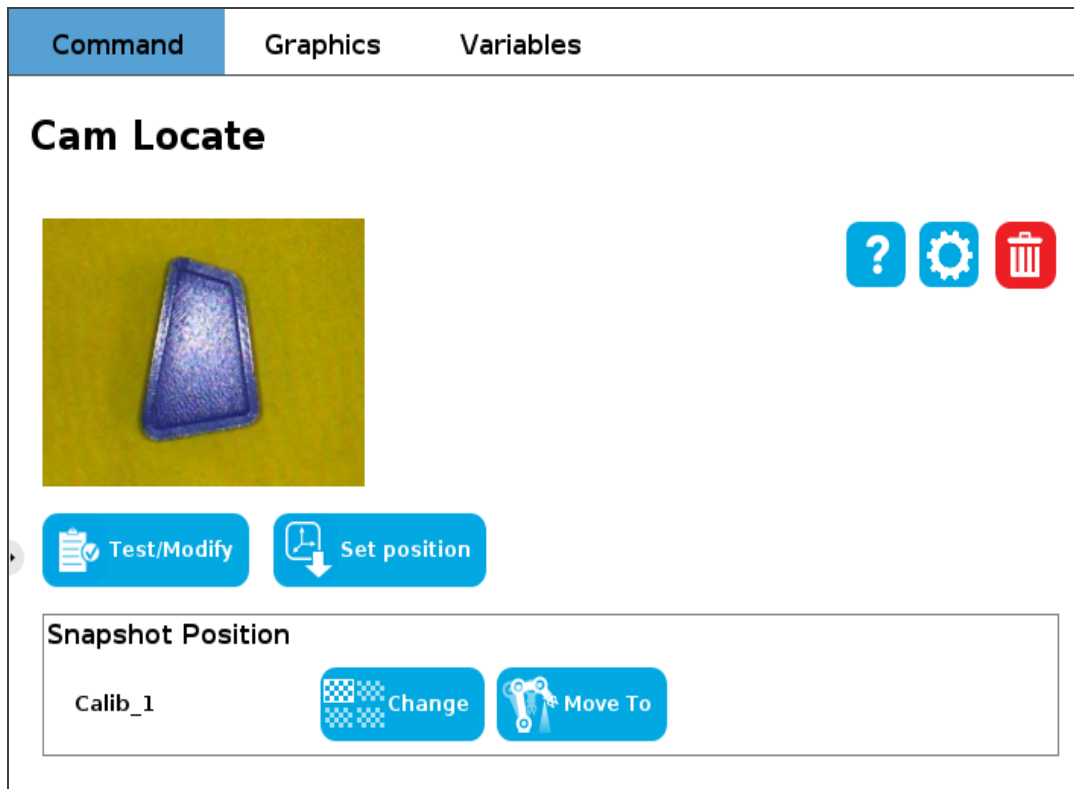 Command Graphics Variables
Cam Locate
?
Test/Modify Set position
Snapshot Position
Calib_1 Change Move To